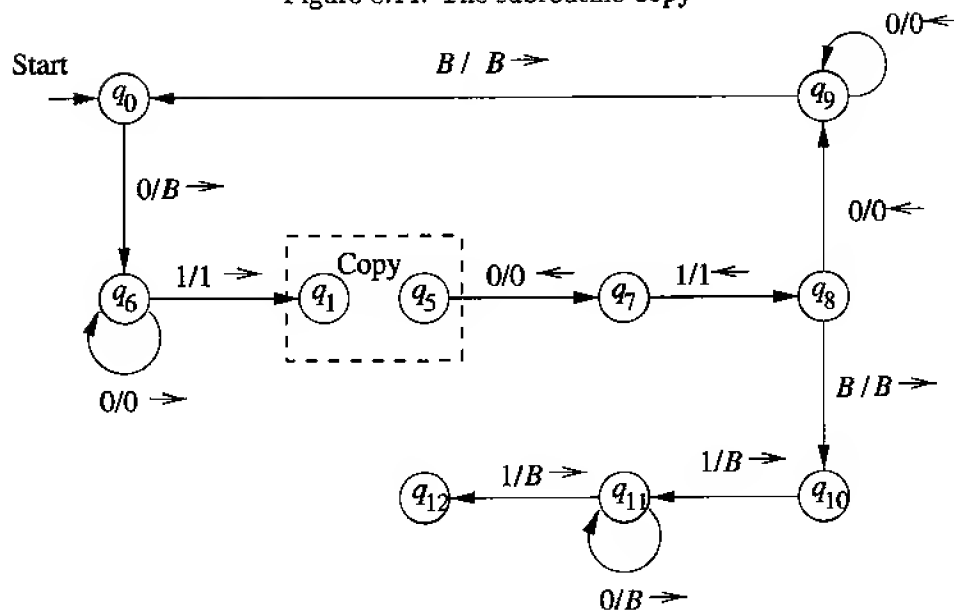 Figure 8.14: The subroutine Copy
0/0 ←
Start
B / B →
q0
q9
0/B →
0/0 ←
1/1 →
Copy
0/0 ←
1/1 ←
q6
q1
q5
q7
q8
0/0 →
B / B →
1/B →
1/B →
q12
q11
q10
0/B →